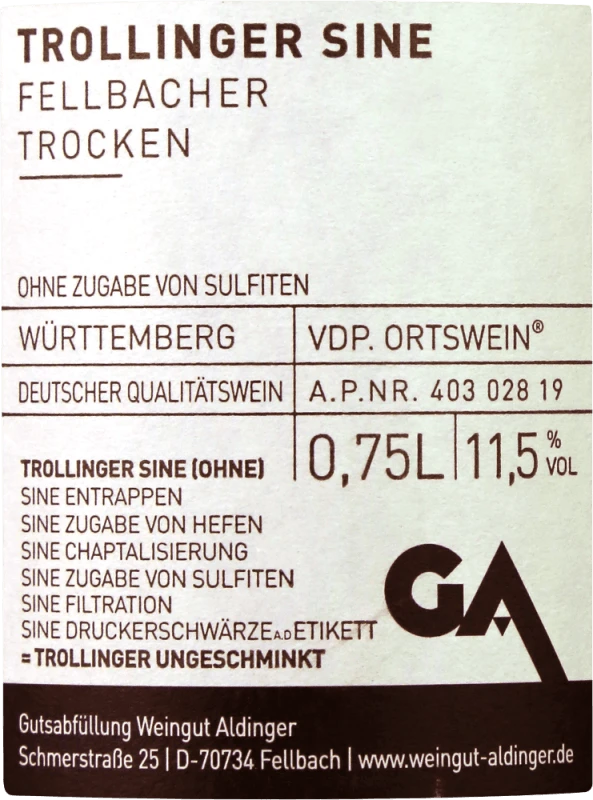 TROLLINGER SINE
FELLBACHER
TROCKEN
OHNE ZUGABE VON SULFITEN
WÜRTTEMBERG
VDP. ORTSWEIN®
DEUTSCHER QUALITÄTSWEIN
A.P.NR. 403 028 19
0,75L
11,5 % VOL
TROLLINGER SINE (OHNE)
SINE ENTRAPPEN
SINE ZUGABE VON HEFEN
SINE CHAPTALISIERUNG
SINE ZUGABE VON SULFITEN
SINE FILTRATION
SINE DRUCKERSCHWÄRZE A.D ETIKETT
= TROLLINGER UNGESCHMINKT
GA
Gutsabfüllung Weingut Aldinger
Schmerstraße 25 | D-70734 Fellbach | www.weingut-aldinger.de